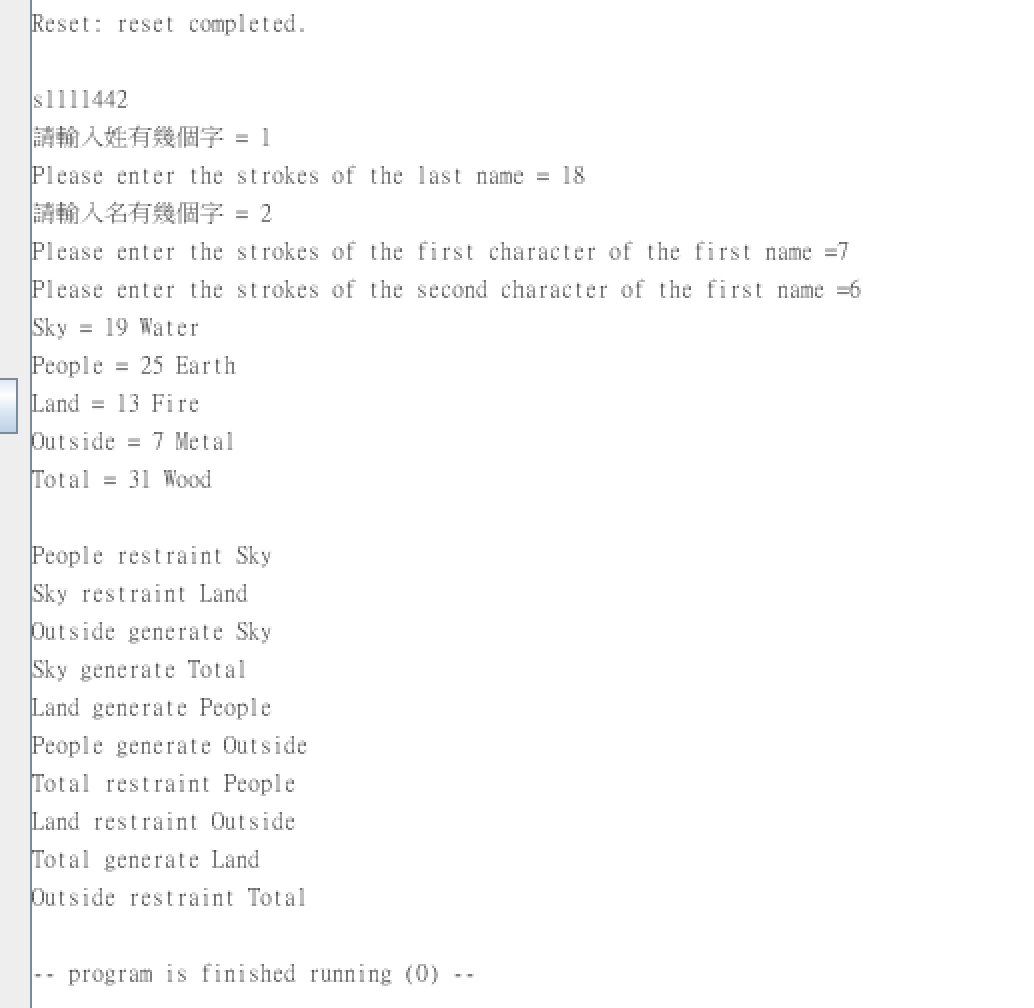 Reset: reset completed.
s1111442
請輸入姓有幾個字 = 1
Please enter the strokes of the last name = 18
請輸入名有幾個字 = 2
Please enter the strokes of the first character of the first name =7
Please enter the strokes of the second character of the first name =6
Sky = 19 Water
People = 25 Earth
Land = 13 Fire
Outside = 7 Metal
Total = 31 Wood
People restraint Sky
Sky restraint Land
Outside generate Sky
Sky generate Total
Land generate People
People generate Outside
Total restraint People
Land restraint Outside
Total generate Land
Outside restraint Total
-- program is finished running (0) --